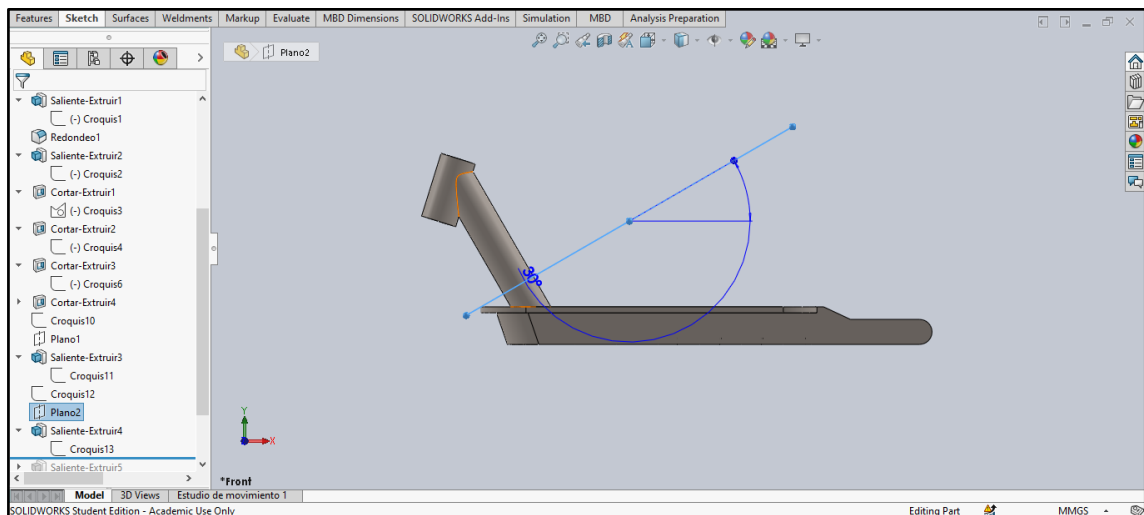 Features Sketch Surfaces Weldments Markup Evaluate MBD Dimensions SOLIDWORKS Add-Ins Simulation MBD Analysis Preparation
Plano2
Saliente-Extruir1
(-) Croquis1
Redondeo1
Saliente-Extruir2
(-) Croquis2
Cortar-Extruir1
(-) Croquis3
Cortar-Extruir2
(-) Croquis4
Cortar-Extruir3
(-) Croquis6
Cortar-Extruir4
Croquis10
Plano1
Saliente-Extruir3
Croquis11
Croquis12
Plano2
Saliente-Extruir4
Croquis13
Saliente-Extruir5
30°
Y
X
*Front
Model 3D Views Estudio de movimiento 1
SOLIDWORKS Student Edition - Academic Use Only Editing Part MMGS